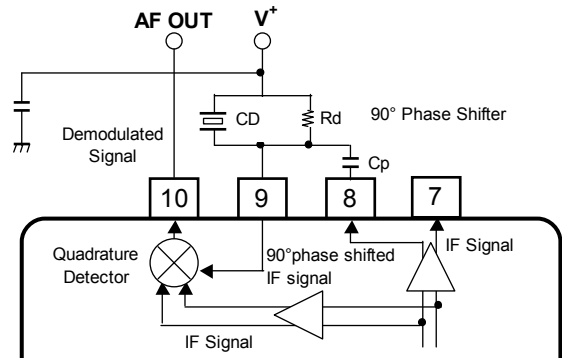 AF OUT
V+
CD
Rd
90° Phase Shifter
Demodulated
Signal
Cp
10
9
8
7
Quadrature
Detector
90°phase shifted
IF signal
IF Signal
IF Signal